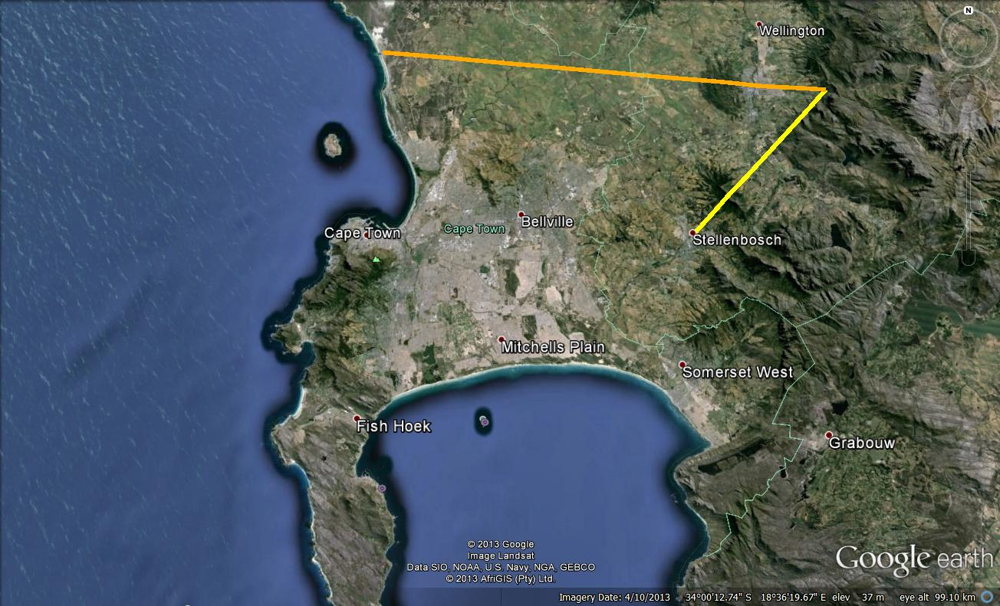 N
Wellington
Cape Town
Cape Town
Bellville
Stellenbosch
Mitchells Plain
Somerset West
Fish Hoek
Grabouw
© 2013 Google
Image Landsat
Data SIO, NOAA, U.S. Navy, NGA, GEBCO
© 2013 AfriGIS (Pty) Ltd.
Google earth
Imagery Date: 4/10/2013 34°00'12.74" S 18°36'19.67" E elev 37 m eye alt 99.10 km